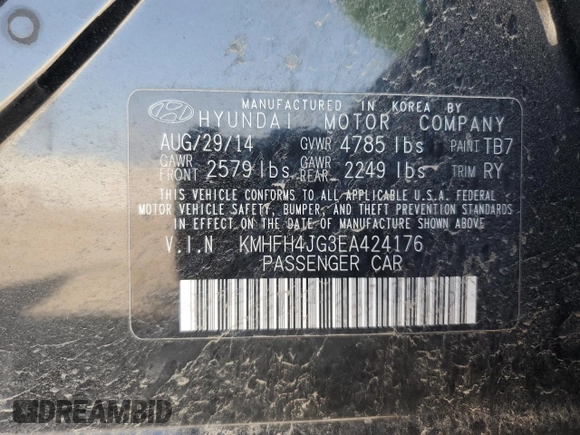 MANUFACTURED IN KOREA BY
HYUNDAI MOTOR COMPANY
AUG/29/14 GVWR 4785 lbs PAINT TB7
GAWR FRONT 2579 lbs GAWR REAR 2249 lbs TRIM RY
THIS VEHICLE CONFORMS TO ALL APPLICABLE U.S.A. FEDERAL
MOTOR VEHICLE SAFETY, BUMPER, AND THEFT PREVENTION STANDARDS
IN EFFECT ON THE DATE OF MANUFACTURE SHOWN ABOVE
V.I.N KMHFH4JG3EA424176
PASSENGER CAR
DREAMBID